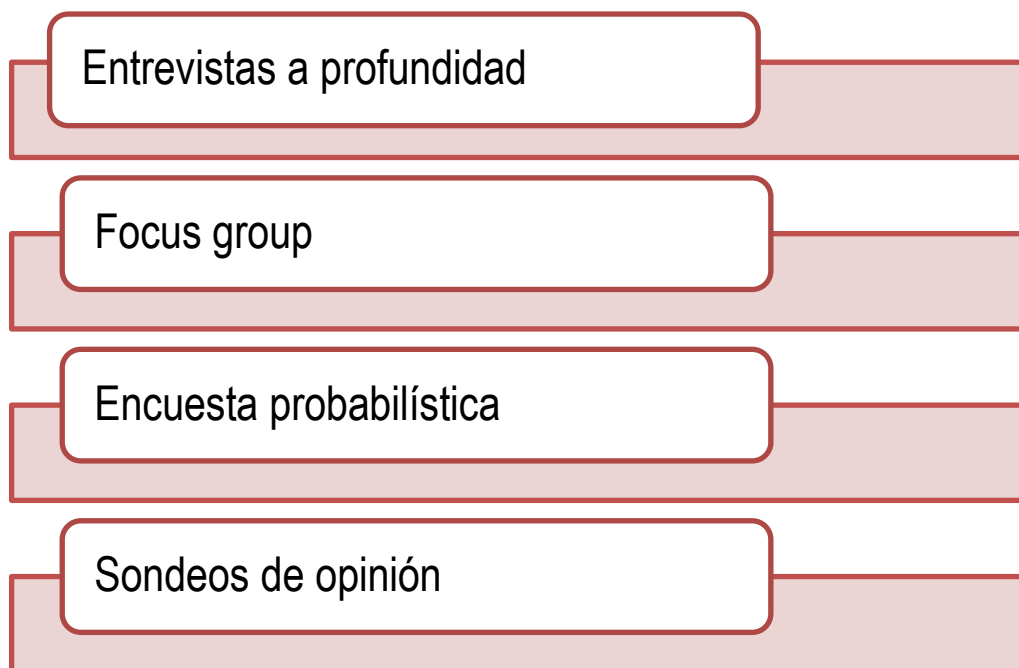 Entrevistas a profundidad
Focus group
Encuesta probabilística
Sondeos de opinión